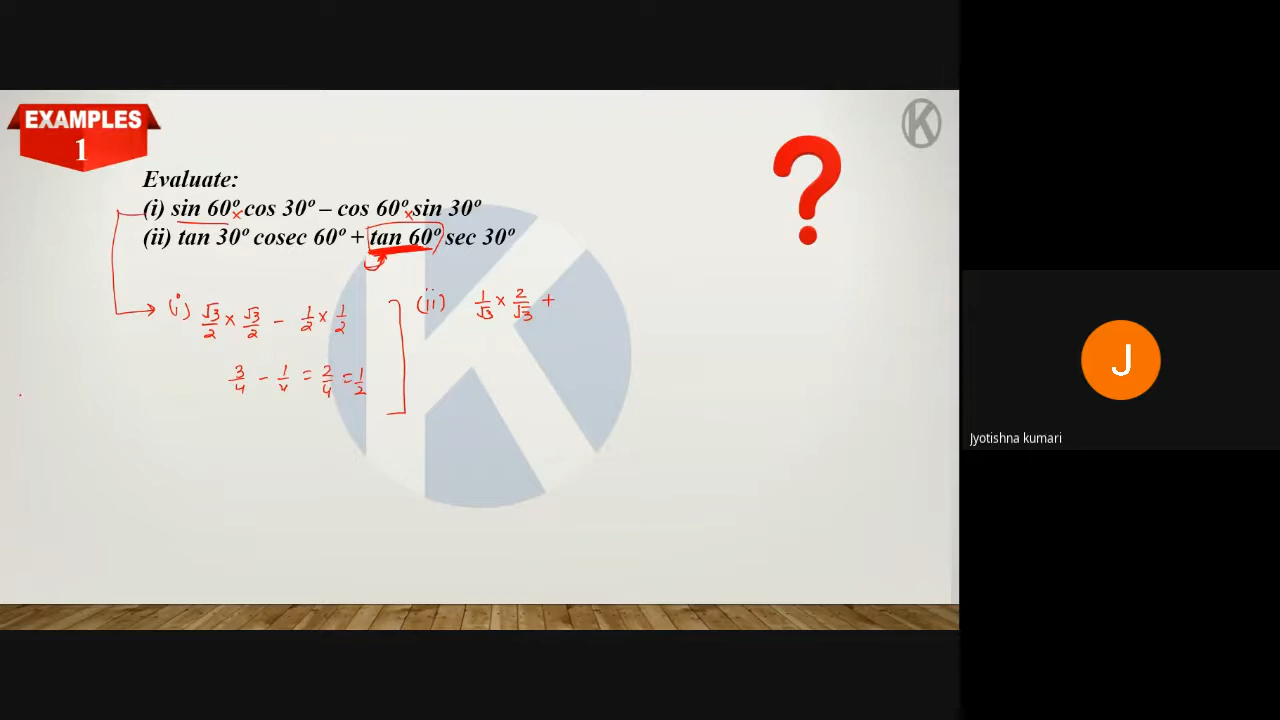 EXAMPLES
1
K
Evaluate:
(i) sin 60º × cos 30º – cos 60º × sin 30º
(ii) tan 30º cosec 60º + tan 60º sec 30º
(i) √3/2 × √3/2 – 1/2 × 1/2
3/4 – 1/4 = 2/4 = 1/2
(ii) 1/√3 × 2/√3 +
?
J
Jyotishna kumari